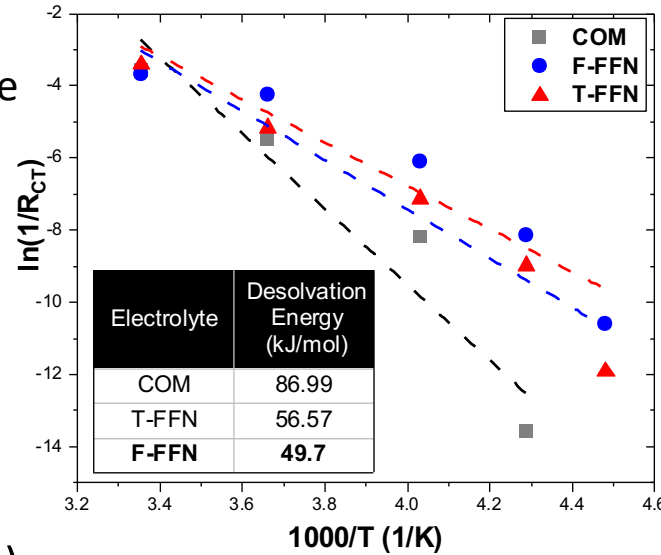 e
COM
F-FFN
T-FFN
-2
-4
-6
-8
-10
-12
-14
ln(1/R_CT)
Electrolyte
Desolvation
Energy
(kJ/mol)
COM 86.99
T-FFN 56.57
F-FFN 49.7
3.2 3.4 3.6 3.8 4.0 4.2 4.4 4.6
1000/T (1/K)
)